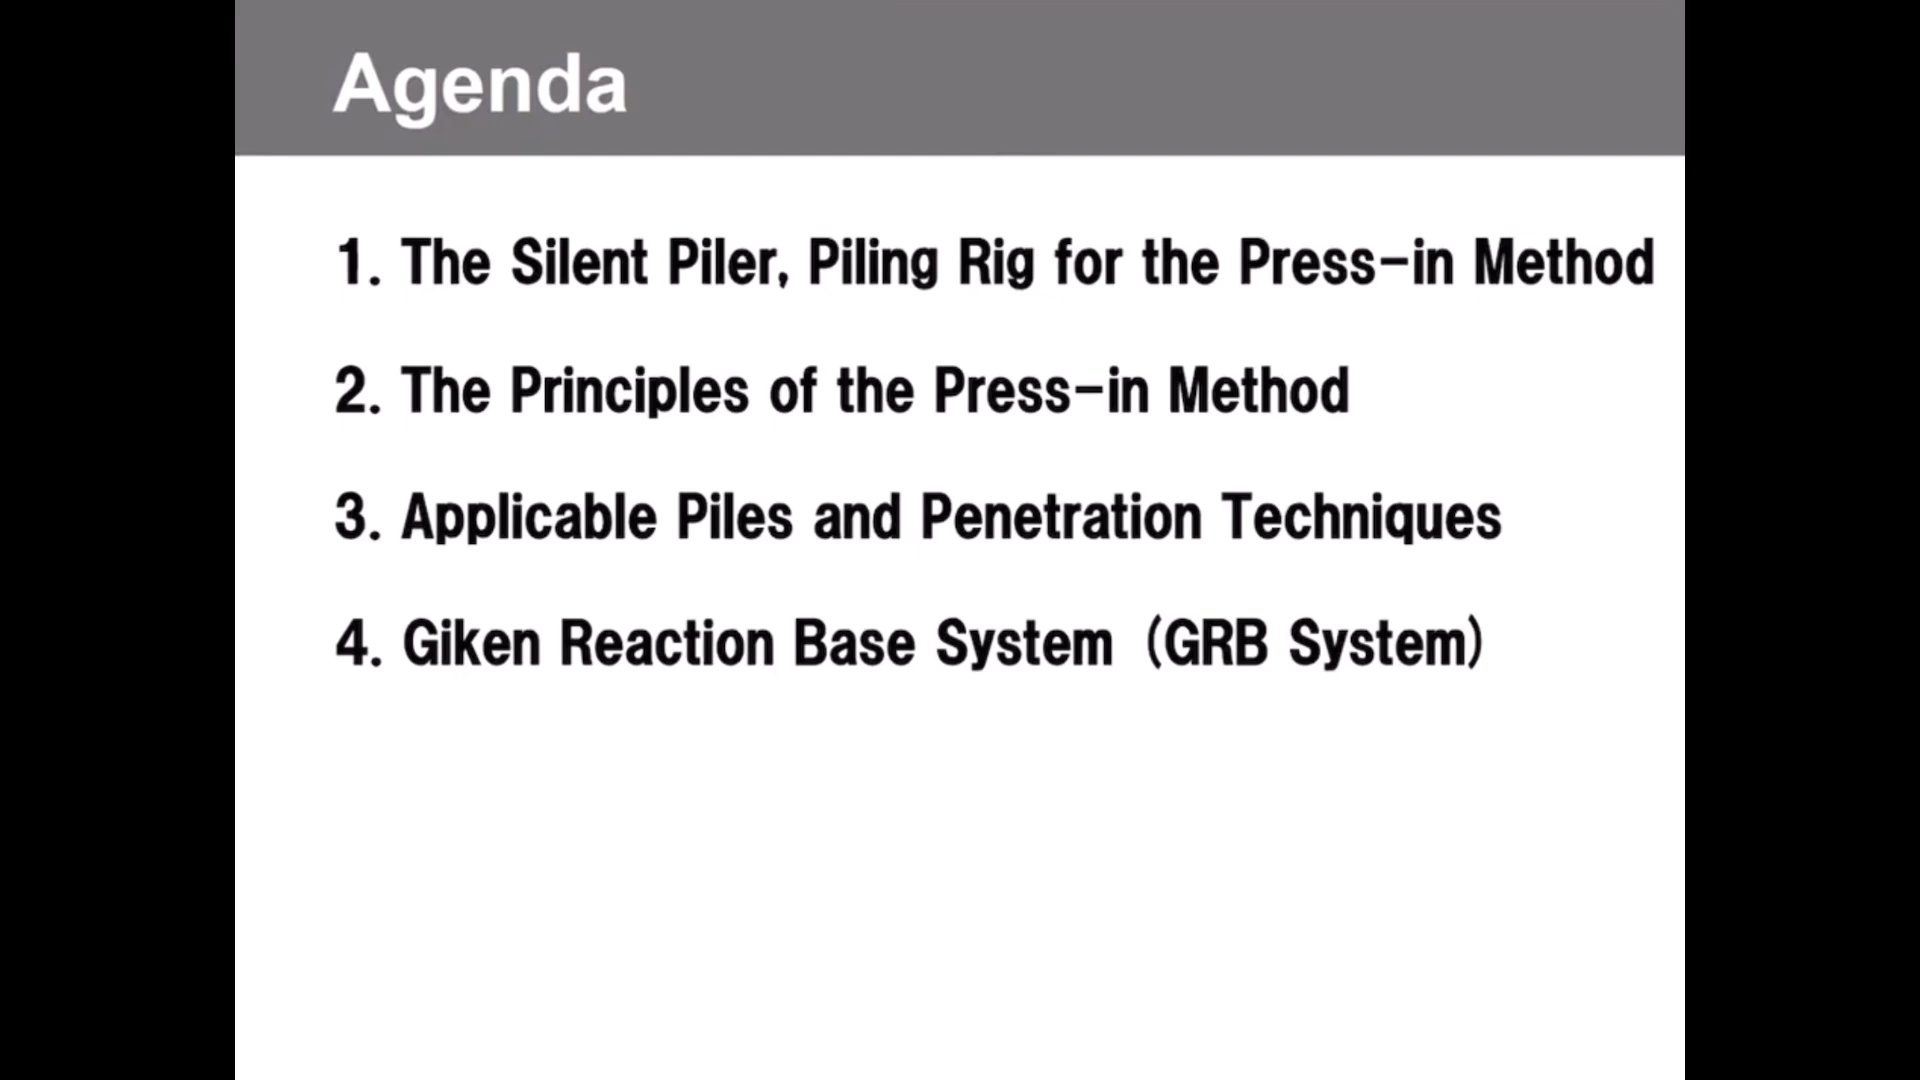 Agenda
1. The Silent Piler, Piling Rig for the Press-in Method
2. The Principles of the Press-in Method
3. Applicable Piles and Penetration Techniques
4. Giken Reaction Base System (GRB System)